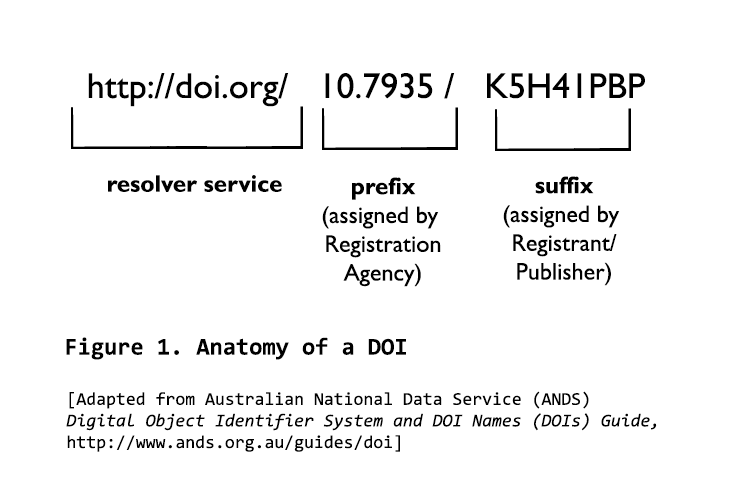 http://doi.org/ 10.7935 / K5H41PBP
resolver service
prefix
(assigned by
Registration
Agency)
suffix
(assigned by
Registrant/
Publisher)
Figure 1. Anatomy of a DOI
[Adapted from Australian National Data Service (ANDS)
Digital Object Identifier System and DOI Names (DOIs) Guide,
http://www.ands.org.au/guides/doi]